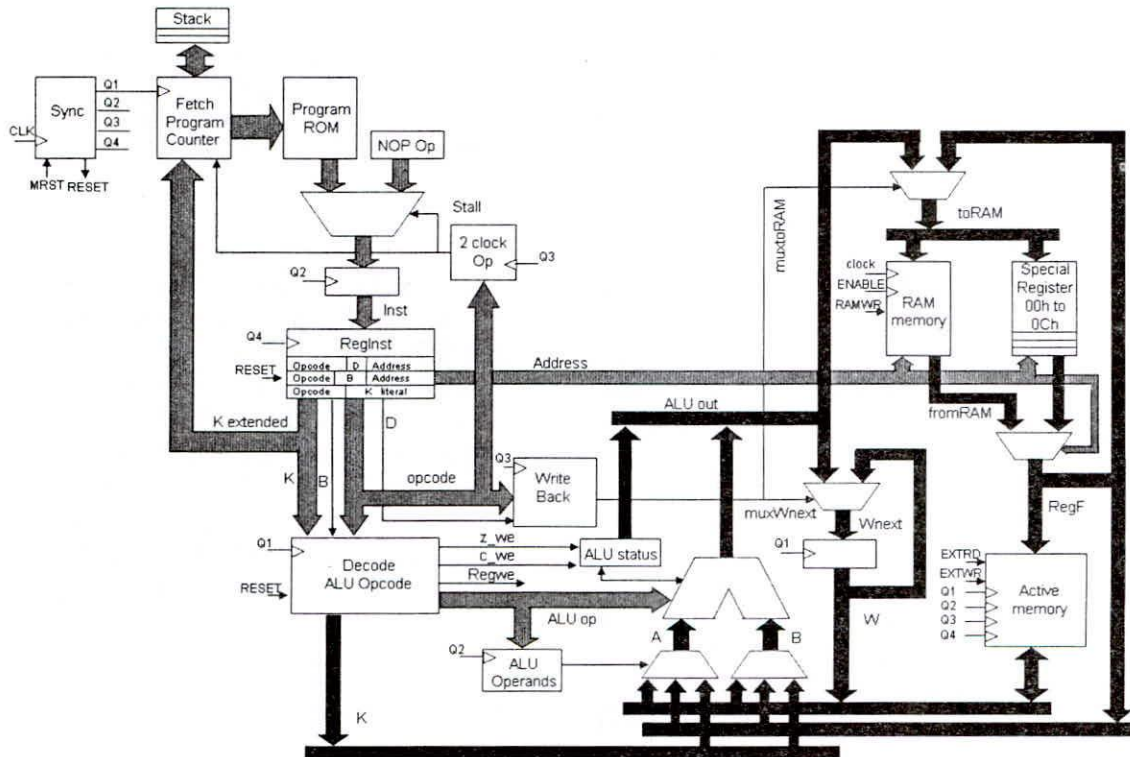 Stack
Sync
Q1
Q2
Q3
Q4
CLK
MRST
RESET
Fetch
Program
Counter
Program
ROM
NOP Op
Stall
2 clock
Op
Q3
Q2
Inst
Q4
RegInst
RESET
Opcode D Address
Opcode B Address
Opcode K literal
Address
K extended
K
B
D
opcode
Q3
Write
Back
muxtoRAM
toRAM
clock
ENABLE
RAMWR
RAM
memory
Special
Register
00h to
0Ch
fromRAM
ALU out
muxWnext
Wnext
Q1
RegF
Q1
RESET
Decode
ALU Opcode
z_we
c_we
Regwe
ALU status
ALU op
Q2
ALU
Operands
A
B
W
EXTRD
EXTWR
Q1
Q2
Q3
Q4
Active
memory
K